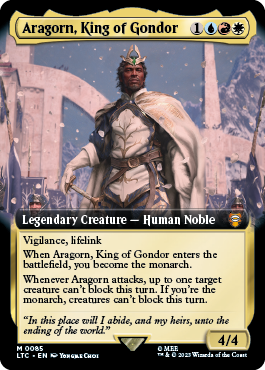 Aragorn, King of Gondor 1
Legendary Creature — Human Noble
Vigilance, lifelink
When Aragorn, King of Gondor enters the
battlefield, you become the monarch.
Whenever Aragorn attacks, up to one target
creature can't block this turn. If you're the
monarch, creatures can't block this turn.
"In this place will I abide, and my heirs, unto the
ending of the world."
4/4
M 0085
LTC • EN YONGJAE CHOI
© MEE
™ & © 2023 Wizards of the Coast